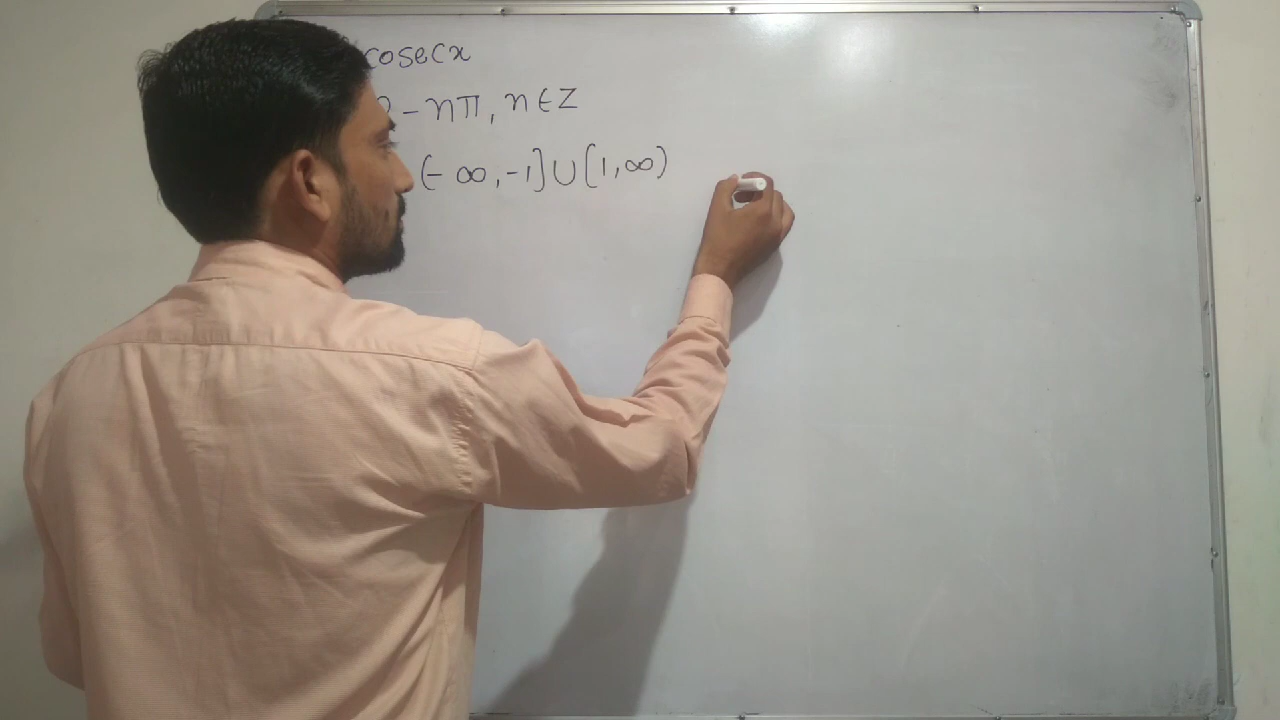 cosecx
- nπ, n ∈ Z
(-∞, -1] ∪ [1, ∞)